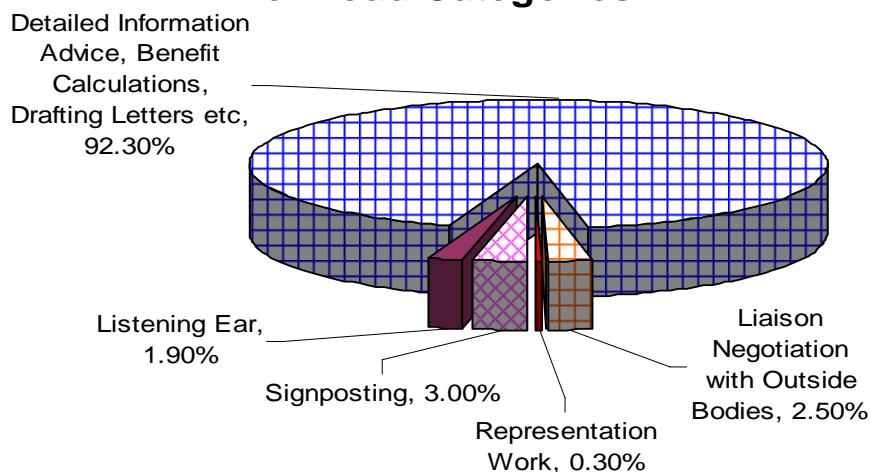 Categories
Detailed Information
Advice, Benefit
Calculations,
Drafting Letters etc,
92.30%
Listening Ear,
1.90%
Signposting, 3.00%
Representation
Work, 0.30%
Liaison
Negotiation
with Outside
Bodies, 2.50%